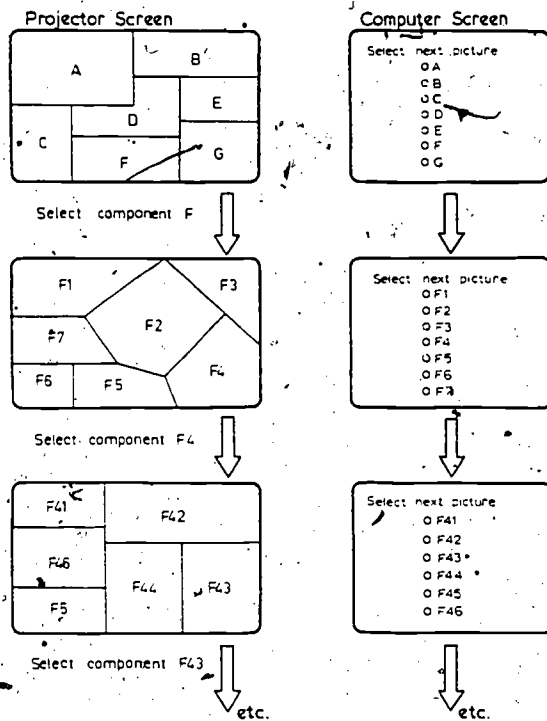 Projector Screen
A
B
C
D
E
F
G
Select component F
F1
F2
F3
F7
F6
F5
F4
Select component F4
F41
F42
F46
F5
F44
F43
Select component F43
etc.
Computer Screen
Select next picture
A
B
C
D
E
F
G
Select next picture
F1
F2
F3
F4
F5
F6
F7
Select next picture
F41
F42
F43
F44
F45
F46
etc.